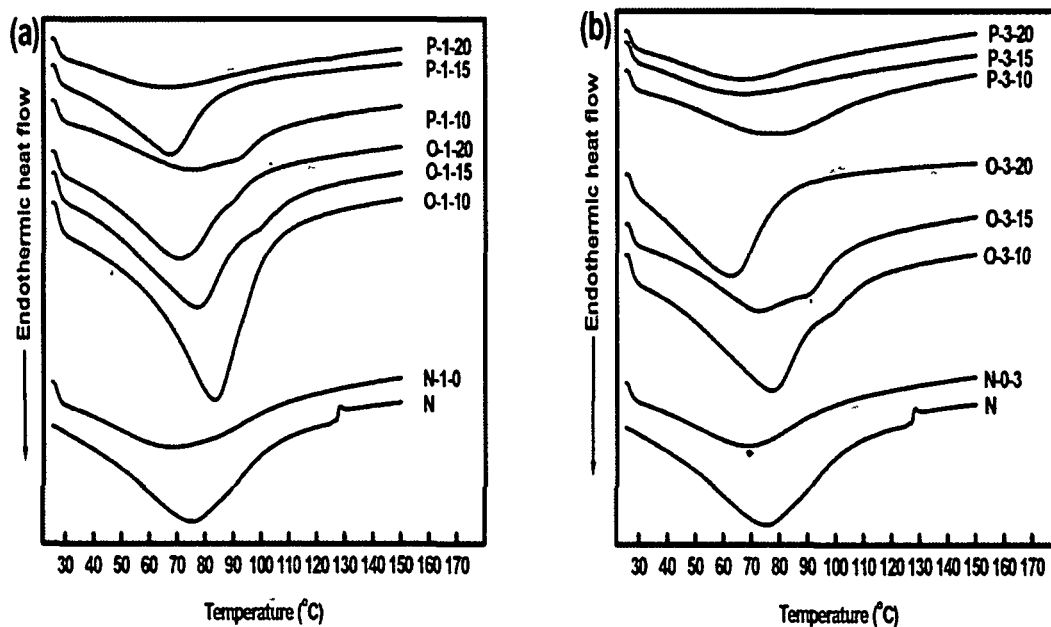 (a)
P-1-20
P-1-15
P-1-10
O-1-20
O-1-15
O-1-10
N-1-0
N
Endothermic heat flow
30 40 50 60 70 80 90 100 110 120 130 140 150 160 170
Temperature (°C)
(b)
P-3-20
P-3-15
P-3-10
O-3-20
O-3-15
O-3-10
N-0-3
N
Endothermic heat flow
30 40 50 60 70 80 90 100 110 120 130 140 150 160 170
Temperature (°C)